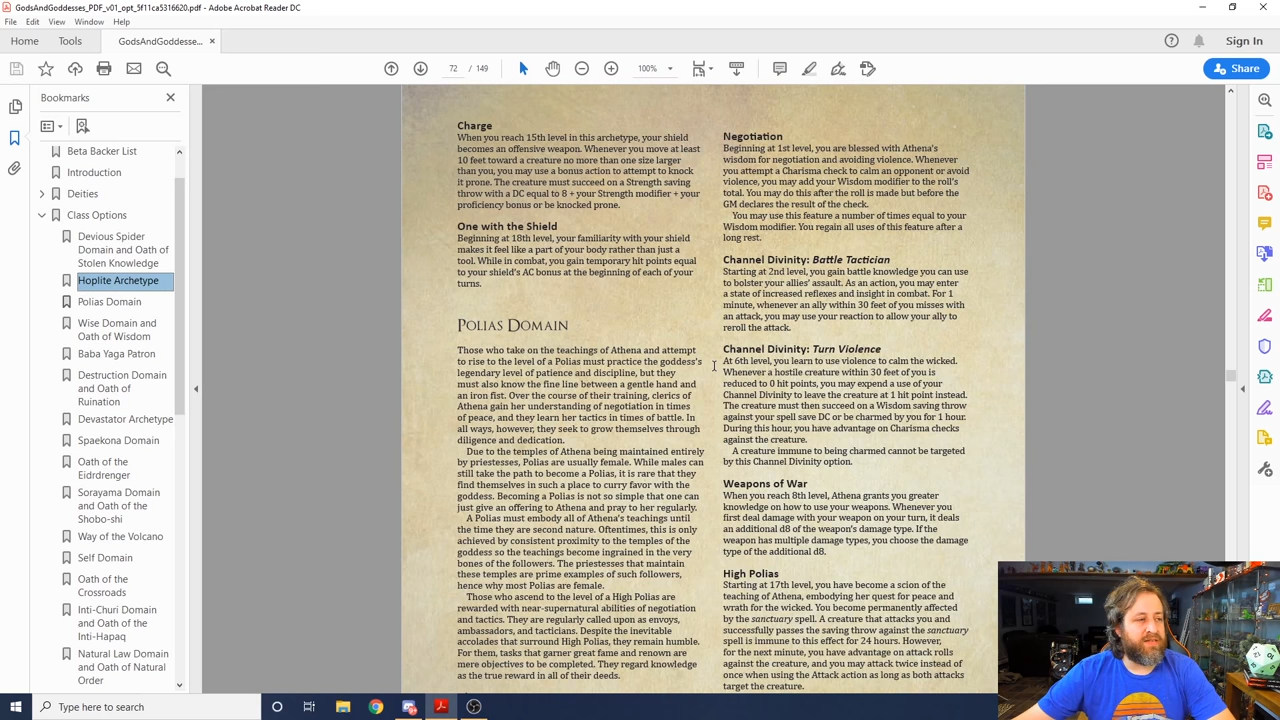 GodsAndGoddesses_PDF_v01_opt_5f11ca5316620.pdf - Adobe Acrobat Reader DC
File Edit View Window Help
Home Tools GodsAndGoddesse... ×
Sign In
72 / 149
100%
Share
Bookmarks
Beta Backer List
Introduction
Deities
Class Options
Devious Spider
Domain and Oath of
Stolen Knowledge
Hoplite Archetype
Polias Domain
Wise Domain and
Oath of Wisdom
Baba Yaga Patron
Destruction Domain
and Oath of
Ruination
Devastator Archetype
Spaekona Domain
Oath of the
Eirdrenger
Sorayama Domain
and Oath of the
Shobo-shi
Way of the Volcano
Self Domain
Oath of the
Crossroads
Inti-Churi Domain
and Oath of the
Inti-Hapaq
Natural Law Domain
and Oath of Natural
Order
Charge
When you reach 15th level in this archetype, your shield
becomes an offensive weapon. Whenever you move at least
10 feet toward a creature no more than one size larger
than you, you may use a bonus action to attempt to knock
it prone. The creature must succeed on a Strength saving
throw with a DC equal to 8 + your Strength modifier + your
proficiency bonus or be knocked prone.
One with the Shield
Beginning at 18th level, your familiarity with your shield
makes it feel like a part of your body rather than just a
tool. While in combat, you gain temporary hit points equal
to your shield's AC bonus at the beginning of each of your
turns.
Polias Domain
Those who take on the teachings of Athena and attempt
to rise to the level of a Polias must practice the goddess's
legendary level of patience and discipline, but they
must also know the fine line between a gentle hand and
an iron fist. Over the course of their training, clerics of
Athena gain her understanding of negotiation in times
of peace, and they learn her tactics in times of battle. In
all ways, however, they seek to grow themselves through
diligence and dedication.
Due to the temples of Athena being maintained entirely
by priestesses, Polias are usually female. While males can
still take the path to become a Polias, it is rare that they
find themselves in such a place to curry favor with the
goddess. Becoming a Polias is not so simple that one can
just give an offering to Athena and pray to her regularly.
A Polias must embody all of Athena's teachings until
the time they are second nature. Oftentimes, this is only
achieved by consistent proximity to the temples of the
goddess so the teachings become ingrained in the very
bones of the followers. The priestesses that maintain
these temples are prime examples of such followers,
hence why most Polias are female.
Those who ascend to the level of a High Polias are
rewarded with near-supernatural abilities of negotiation
and tactics. They are regularly called upon as envoys,
ambassadors, and tacticians. Despite the inevitable
accolades that surround High Polias, they remain humble.
For them, tasks that garner great fame and renown are
mere objectives to be completed. They regard knowledge
as the true reward in all of their deeds.
Negotiation
Beginning at 1st level, you are blessed with Athena's
wisdom for negotiation and avoiding violence. Whenever
you attempt a Charisma check to calm an opponent or avoid
violence, you may add your Wisdom modifier to the roll's
total. You may do this after the roll is made but before the
GM declares the result of the check.
You may use this feature a number of times equal to your
Wisdom modifier. You regain all uses of this feature after a
long rest.
Channel Divinity: Battle Tactician
Starting at 2nd level, you gain battle knowledge you can use
to bolster your allies' assault. As an action, you may enter
a state of increased reflexes and insight in combat. For 1
minute, whenever an ally within 30 feet of you misses with
an attack, you may use your reaction to allow your ally to
reroll the attack.
Channel Divinity: Turn Violence
At 6th level, you learn to use violence to calm the wicked.
Whenever a hostile creature within 30 feet of you is
reduced to 0 hit points, you may expend a use of your
Channel Divinity to leave the creature at 1 hit point instead.
The creature must then succeed on a Wisdom saving throw
against your spell save DC or be charmed by you for 1 hour.
During this hour, you have advantage on Charisma checks
against the creature.
A creature immune to being charmed cannot be targeted
by this Channel Divinity option.
Weapons of War
When you reach 8th level, Athena grants you greater
knowledge on how to use your weapons. Whenever you
first deal damage with your weapon on your turn, it deals
an additional d8 of the weapon's damage type. If the
weapon has multiple damage types, you choose the damage
type of the additional d8.
High Polias
Starting at 17th level, you have become a scion of the
teaching of Athena, embodying her quest for peace and
wrath for the wicked. You become permanently affected
by the sanctuary spell. A creature that attacks you and
successfully passes the saving throw against the sanctuary
spell is immune to this effect for 24 hours. However,
for the next minute, you have advantage on attack rolls
against the creature, and you may attack twice instead of
once when using the Attack action as long as both attacks
target the creature.
Type here to search